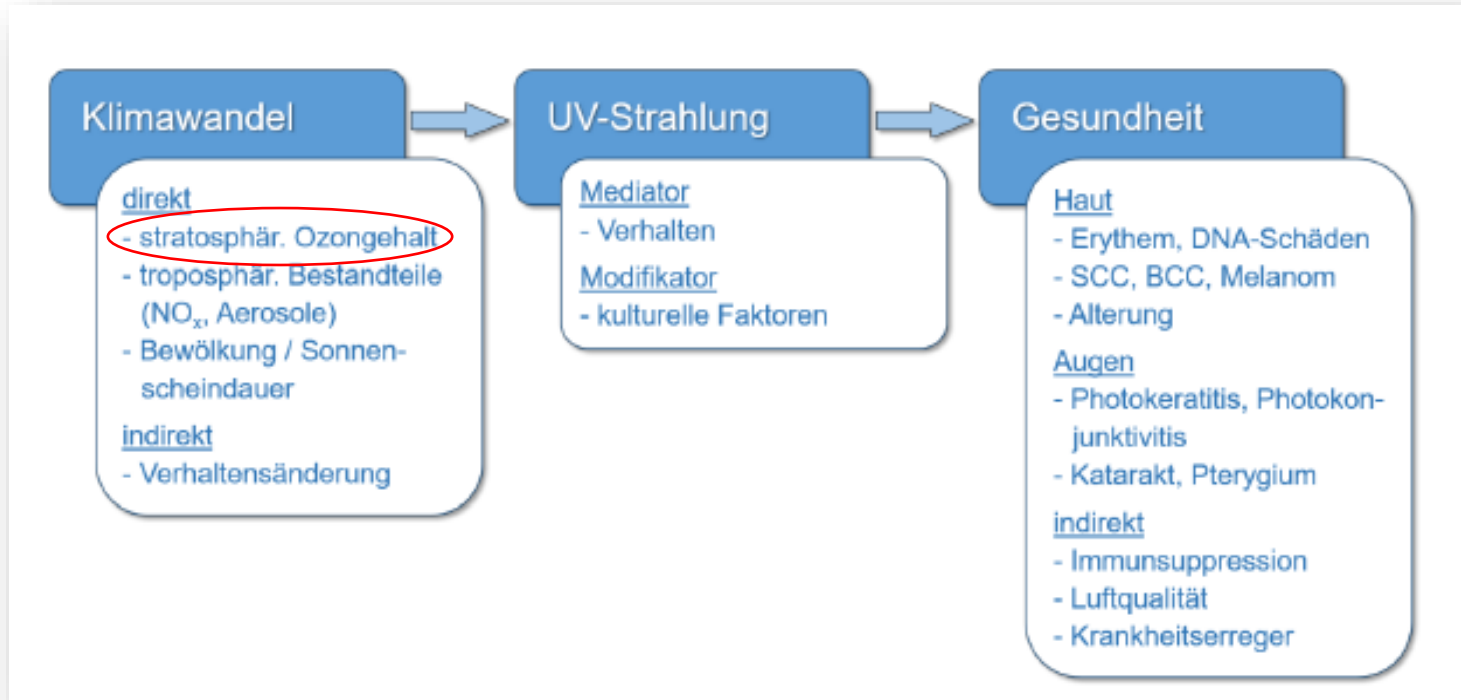 Klimawandel
direkt
- stratosphär. Ozongehalt
- troposphär. Bestandteile
(NOx, Aerosole)
- Bewölkung / Sonnen-
scheindauer
indirekt
- Verhaltensänderung
UV-Strahlung
Mediator
- Verhalten
Modifikator
- kulturelle Faktoren
Gesundheit
Haut
- Erythem, DNA-Schäden
- SCC, BCC, Melanom
- Alterung
Augen
- Photokeratitis, Photokon-
junktivitis
- Katarakt, Pterygium
indirekt
- Immunsuppression
- Luftqualität
- Krankheitserreger